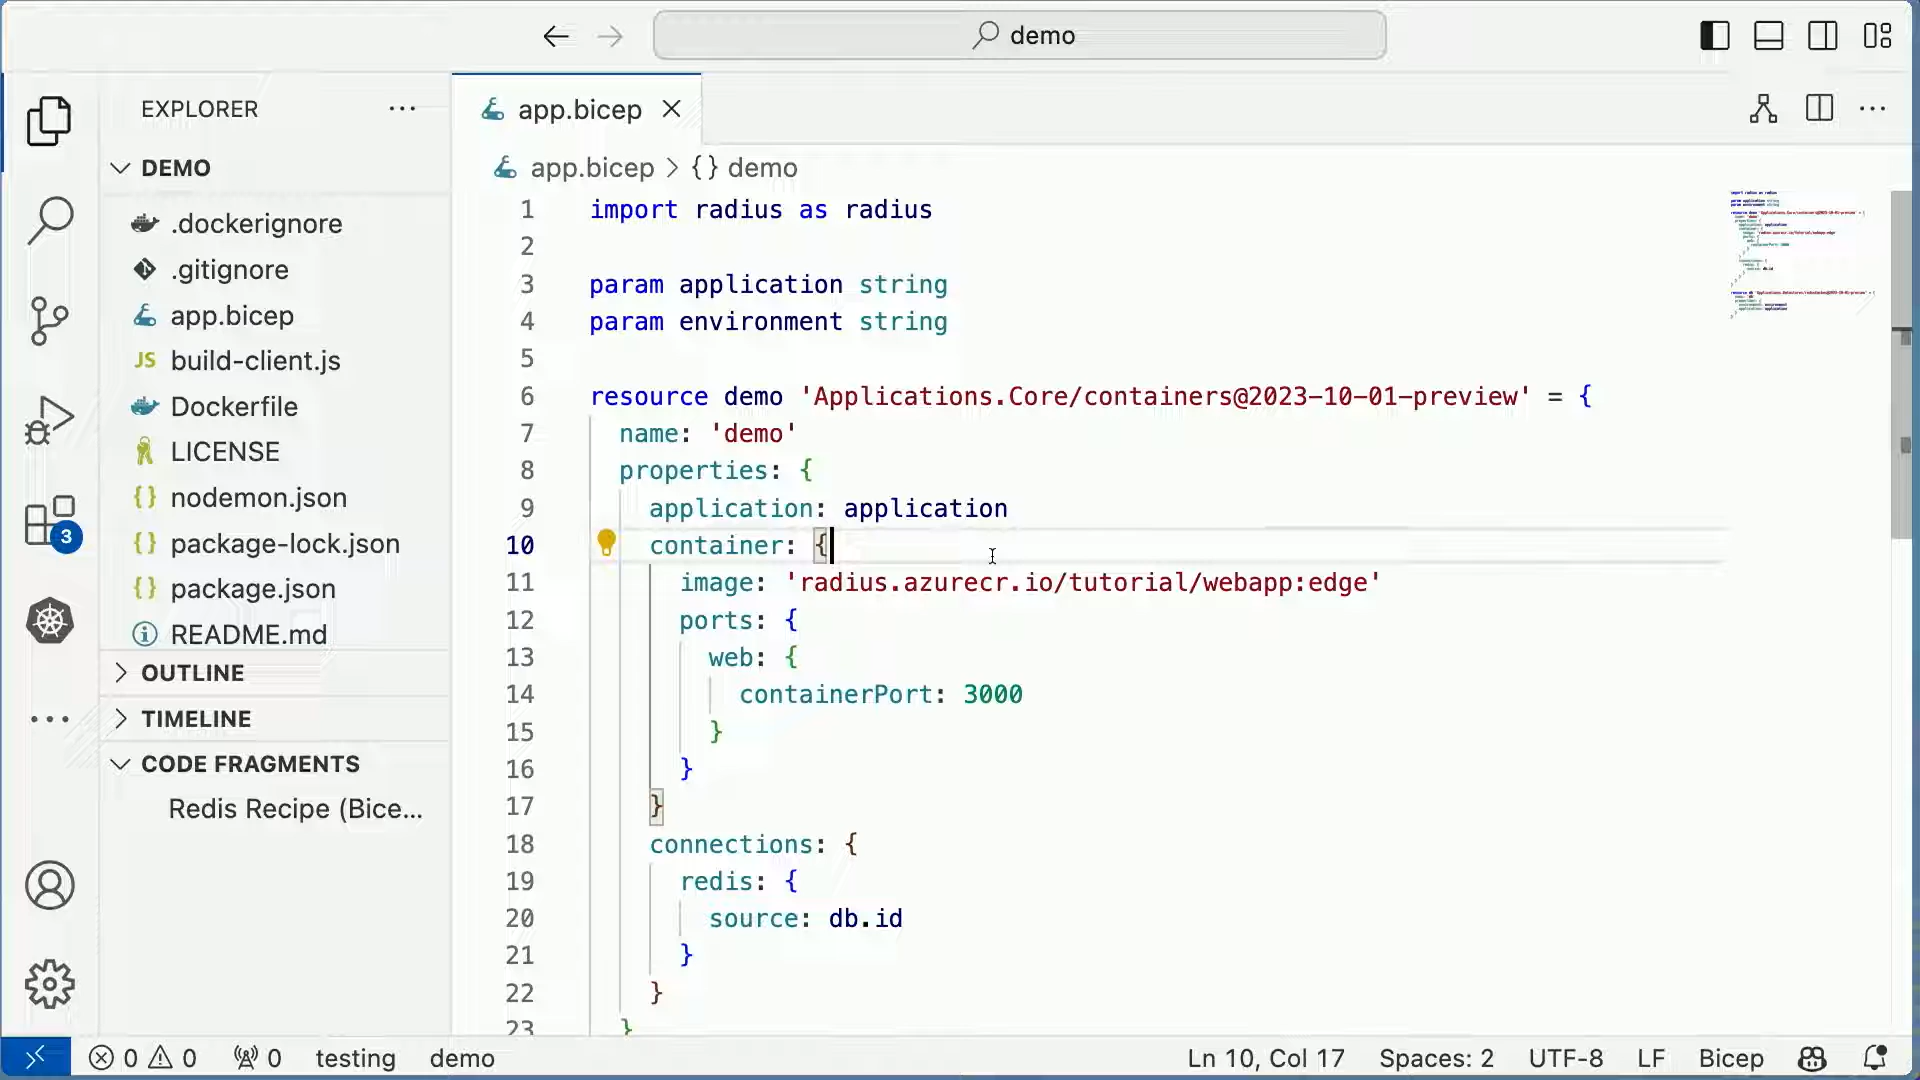 demo
EXPLORER
DEMO
.dockerignore
.gitignore
app.bicep
build-client.js
Dockerfile
LICENSE
nodemon.json
package-lock.json
package.json
README.md
OUTLINE
TIMELINE
CODE FRAGMENTS
Redis Recipe (Bice...
3
app.bicep
app.bicep > {} demo
1 import radius as radius
2
3 param application string
4 param environment string
5
6 resource demo 'Applications.Core/containers@2023-10-01-preview' = {
7 name: 'demo'
8 properties: {
9 application: application
10 container: {
11 image: 'radius.azurecr.io/tutorial/webapp:edge'
12 ports: {
13 web: {
14 containerPort: 3000
15 }
16 }
17 }
18 connections: {
19 redis: {
20 source: db.id
21 }
22 }
23 }
0 0 0 testing demo Ln 10, Col 17 Spaces: 2 UTF-8 LF Bicep